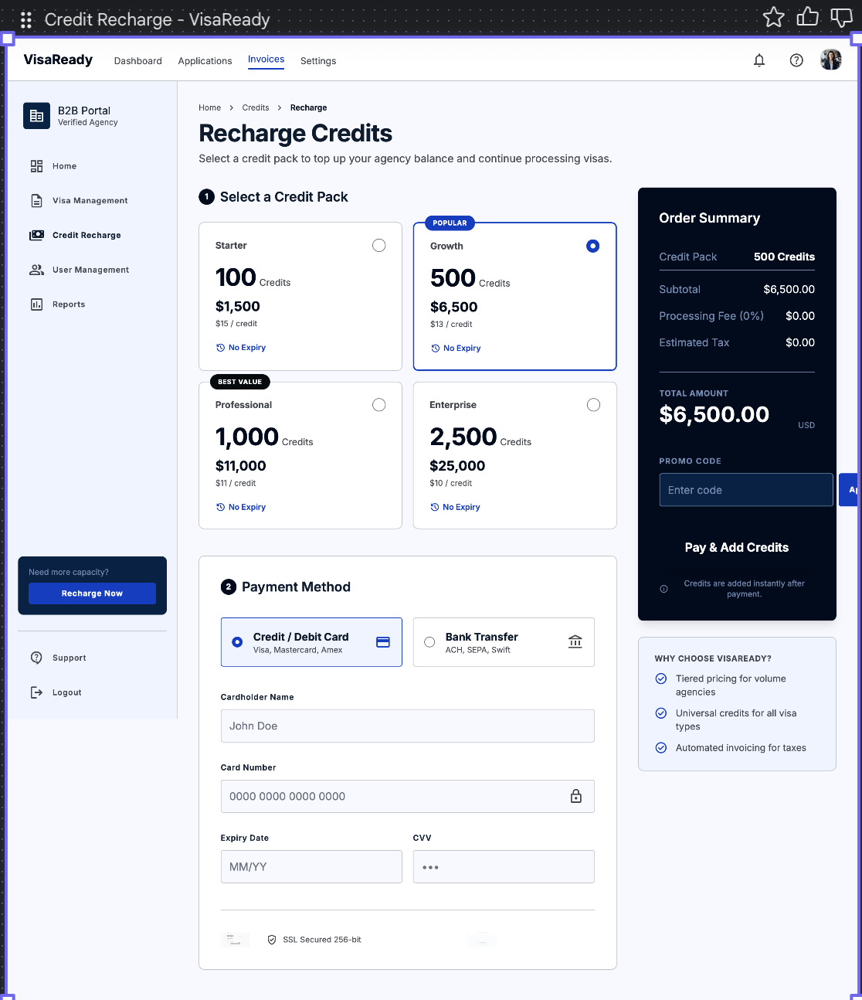 Credit Recharge - VisaReady
VisaReady
Dashboard
Applications
Invoices
Settings
B2B Portal
Verified Agency
Home
Visa Management
Credit Recharge
User Management
Reports
Need more capacity?
Recharge Now
Support
Logout
Home > Credits > Recharge
Recharge Credits
Select a credit pack to top up your agency balance and continue processing visas.
1 Select a Credit Pack
Starter
100 Credits
$1,500
$15 / credit
No Expiry
POPULAR
Growth
500 Credits
$6,500
$13 / credit
No Expiry
BEST VALUE
Professional
1,000 Credits
$11,000
$11 / credit
No Expiry
Enterprise
2,500 Credits
$25,000
$10 / credit
No Expiry
2 Payment Method
Credit / Debit Card
Visa, Mastercard, Amex
Bank Transfer
ACH, SEPA, Swift
Cardholder Name
John Doe
Card Number
0000 0000 0000 0000
Expiry Date
MM/YY
CVV
•••
SSL Secured 256-bit
Order Summary
Credit Pack 500 Credits
Subtotal $6,500.00
Processing Fee (0%) $0.00
Estimated Tax $0.00
TOTAL AMOUNT
$6,500.00 USD
PROMO CODE
Enter code
Pay & Add Credits
Credits are added instantly after
payment.
WHY CHOOSE VISAREADY?
Tiered pricing for volume
agencies
Universal credits for all visa
types
Automated invoicing for taxes